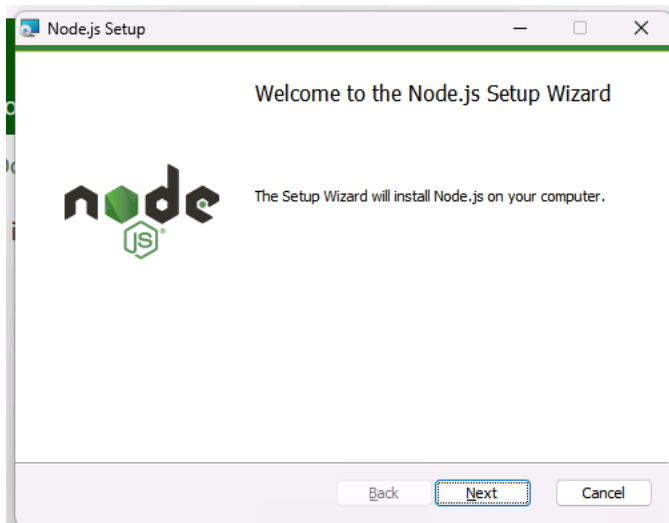 Node.js Setup
Welcome to the Node.js Setup Wizard
node
JS
The Setup Wizard will install Node.js on your computer.
Back
Next
Cancel